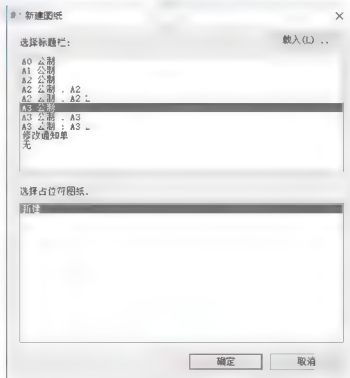 新建图纸
选择标题栏:
载入(L)...
A0 公制
A1 公制
A2 公制
A2 公制 : A2
A2 公制 : A2 L
A3 公制
A3 公制 : A3
A3 公制 : A3 L
修改通知单
无
选择占位符图纸:
新建
确定
取消